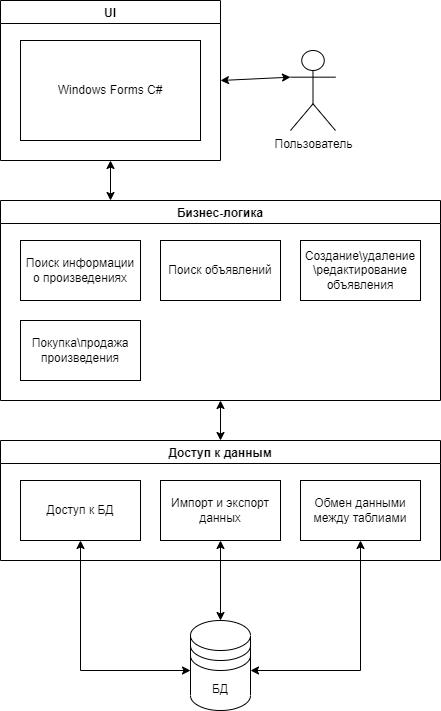 UI
Windows Forms C#
Пользователь
Бизнес-логика
Поиск информации
о произведениях
Поиск объявлений
Создание\удаление
\редактирование
объявления
Покупка\продажа
произведения
Доступ к данным
Доступ к БД
Импорт и экспорт
данных
Обмен данными
между таблиами
БД